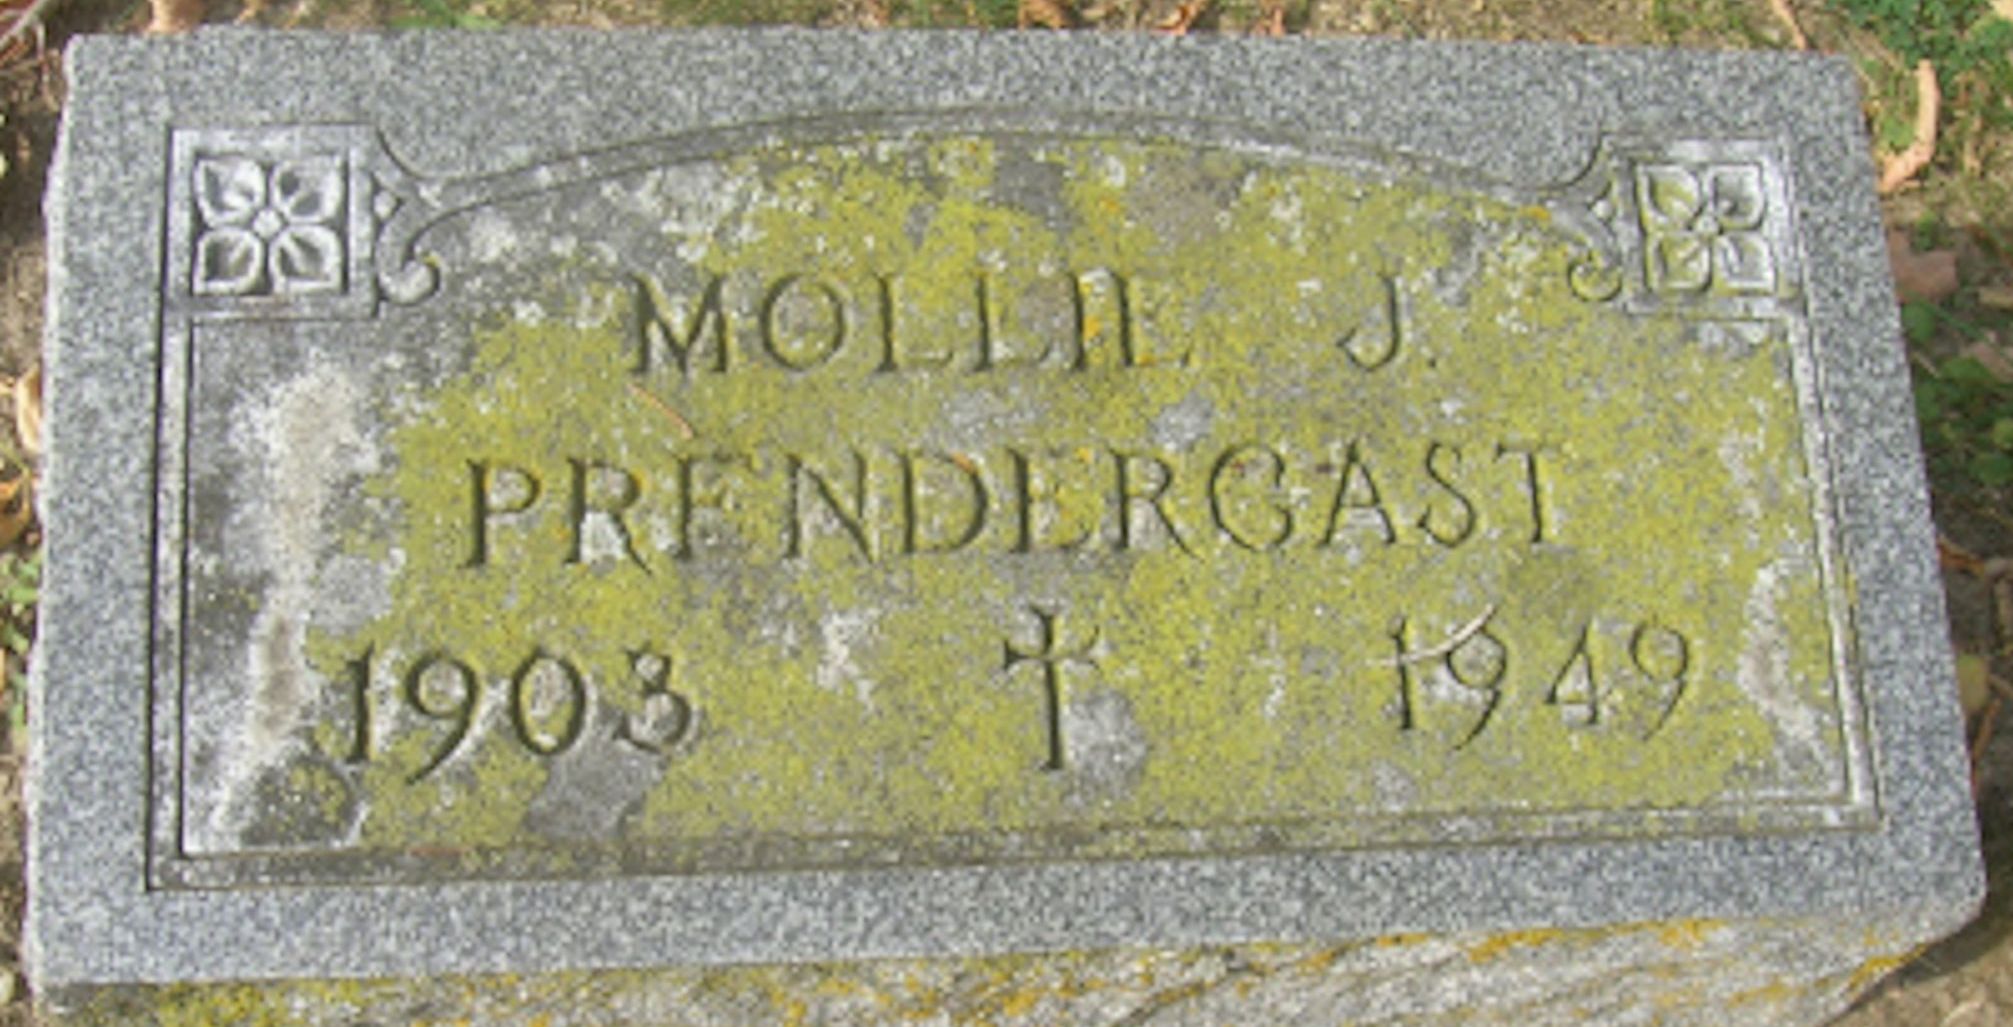 MOLLIE J.
PRENDERGAST
1903 1949